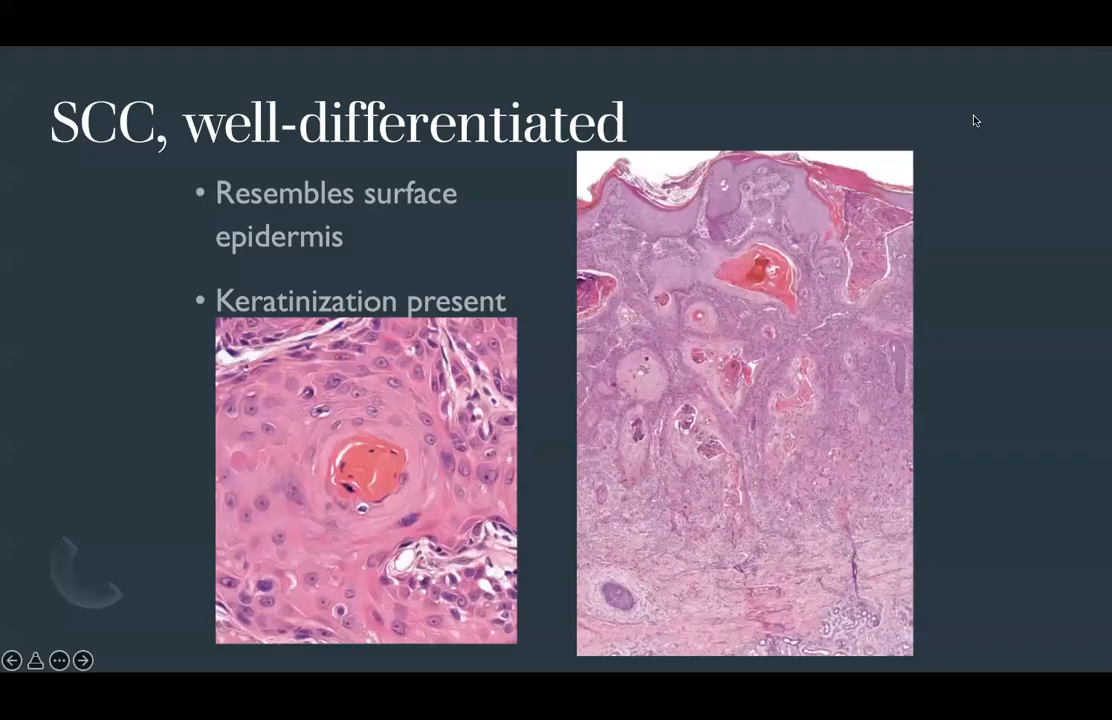 SCC, well-differentiated
• Resembles surface
epidermis
• Keratinization present